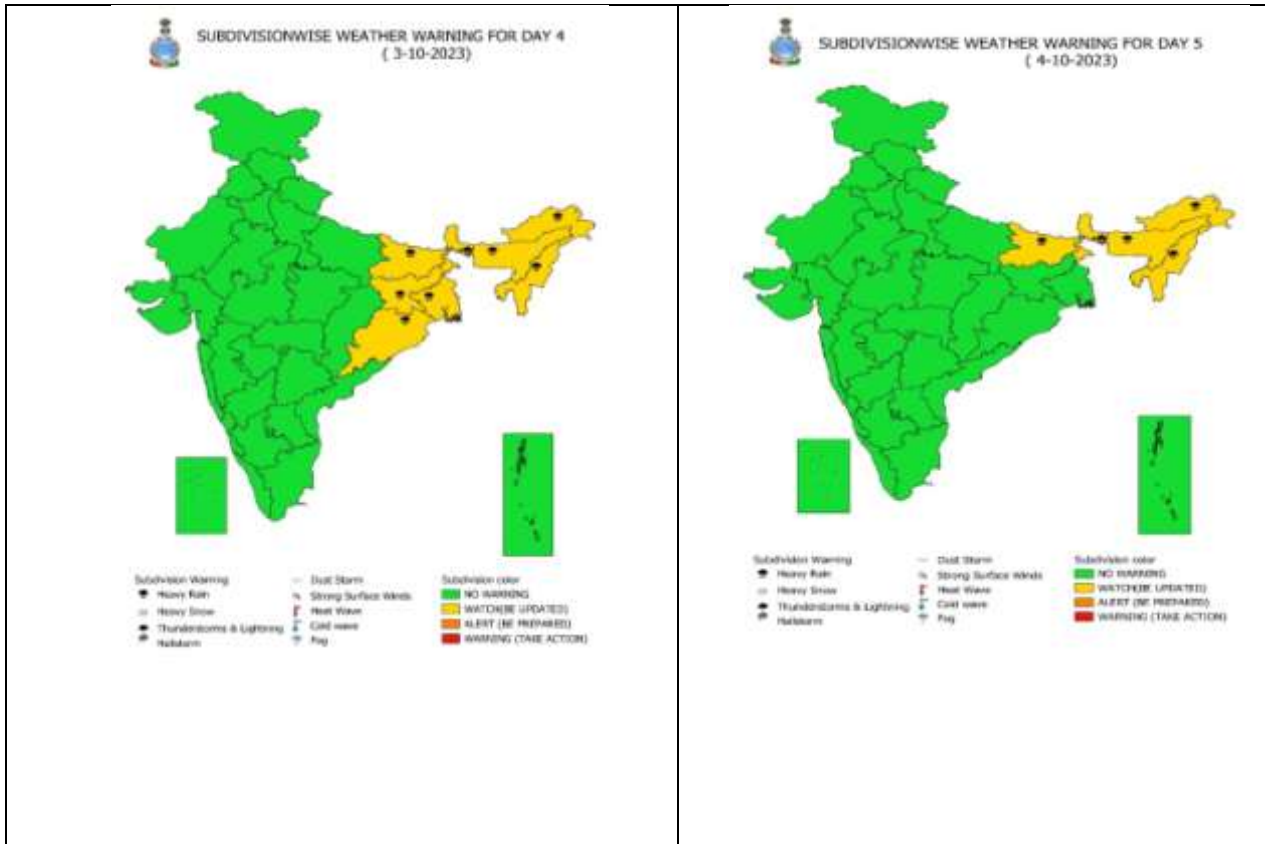 SUBDIVISIONWISE WEATHER WARNING FOR DAY 4
( 3-10-2023)
Subdivision Warning
Heavy Rain
Heavy Snow
Thunderstorms & Lightning
Hailstorm
Dust Storm
Strong Surface Winds
Heat Wave
Cold wave
Fog
Subdivision color
NO WARNING
WATCH(BE UPDATED)
ALERT (BE PREPARED)
WARNING (TAKE ACTION)
SUBDIVISIONWISE WEATHER WARNING FOR DAY 5
( 4-10-2023)
Subdivision Warning
Heavy Rain
Heavy Snow
Thunderstorms & Lightning
Hailstorm
Dust Storm
Strong Surface Winds
Heat Wave
Cold wave
Fog
Subdivision color
NO WARNING
WATCH(BE UPDATED)
ALERT (BE PREPARED)
WARNING (TAKE ACTION)